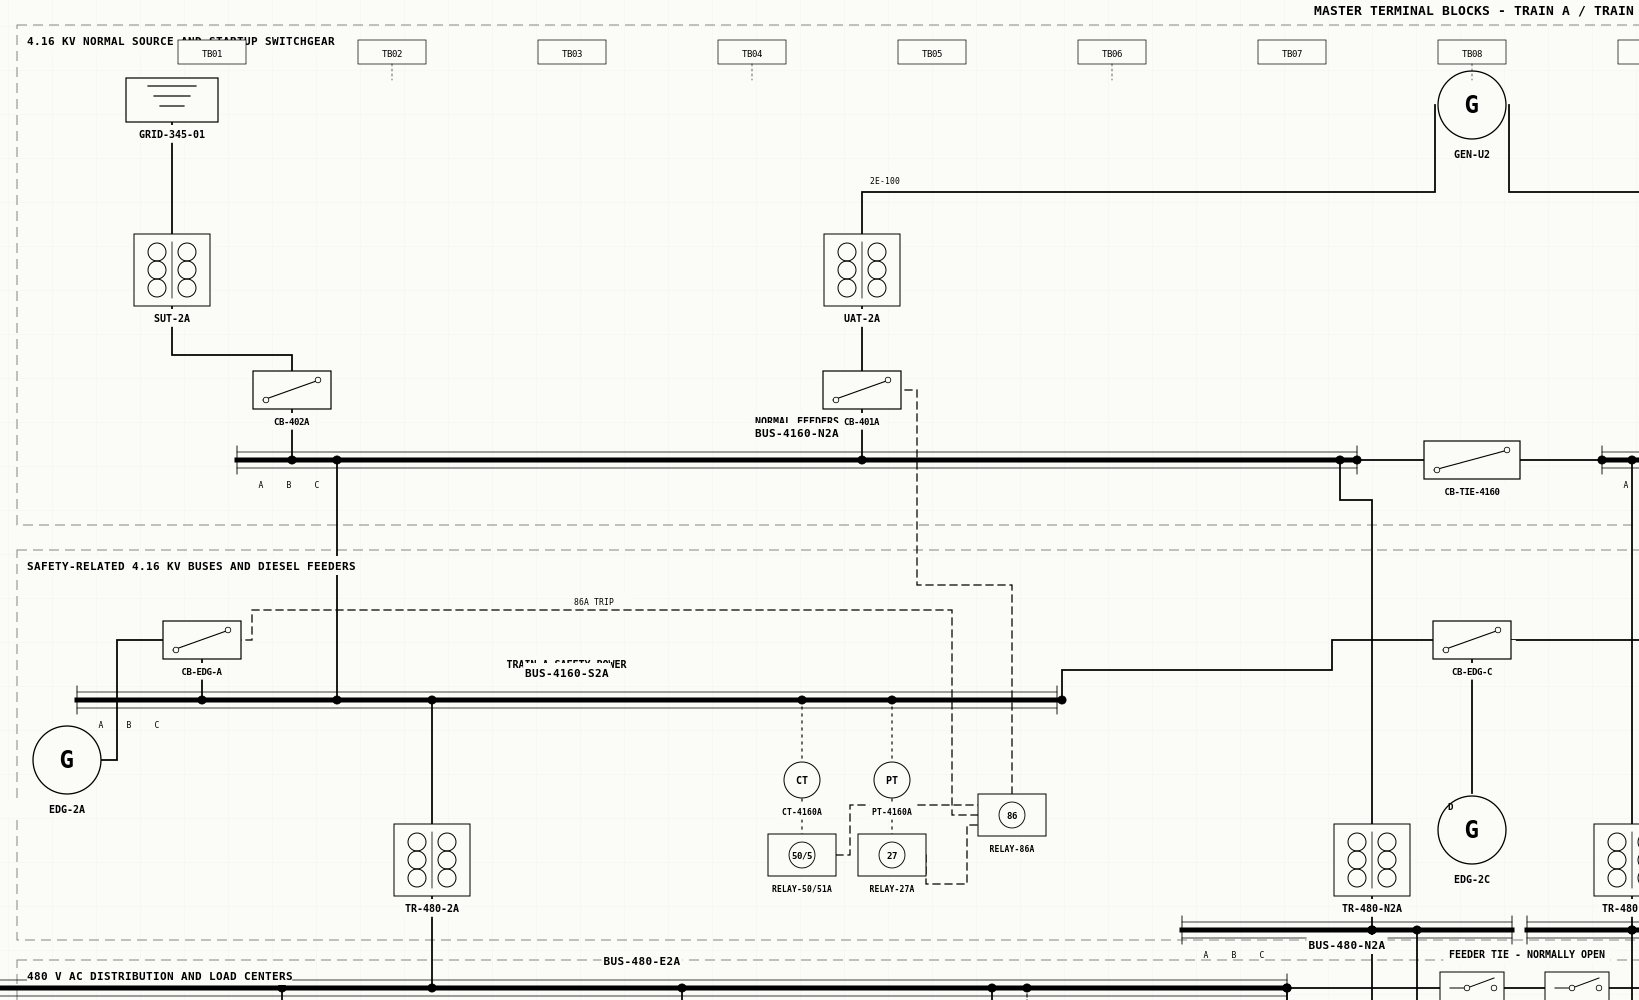 MASTER TERMINAL BLOCKS - TRAIN A / TRAIN
4.16 KV NORMAL SOURCE AND STARTUP SWITCHGEAR
TB01 TB02 TB03 TB04 TB05 TB06 TB07 TB08
G
GRID-345-01
GEN-U2
2E-100
SUT-2A
UAT-2A
NORMAL FEEDERS
CB-402A
CB-401A
BUS-4160-N2A
A B C
A
CB-TIE-4160
SAFETY-RELATED 4.16 KV BUSES AND DIESEL FEEDERS
86A TRIP
TRAIN A SAFETY POWER
CB-EDG-A
BUS-4160-S2A
CB-EDG-C
A B C
G
CT
PT
EDG-2A
CT-4160A
PT-4160A
D
86
G
RELAY-86A
50/5
27
RELAY-50/51A
RELAY-27A
EDG-2C
TR-480-2A
TR-480-N2A
TR-480
BUS-480-N2A
A B C
FEEDER TIE - NORMALLY OPEN
BUS-480-E2A
480 V AC DISTRIBUTION AND LOAD CENTERS